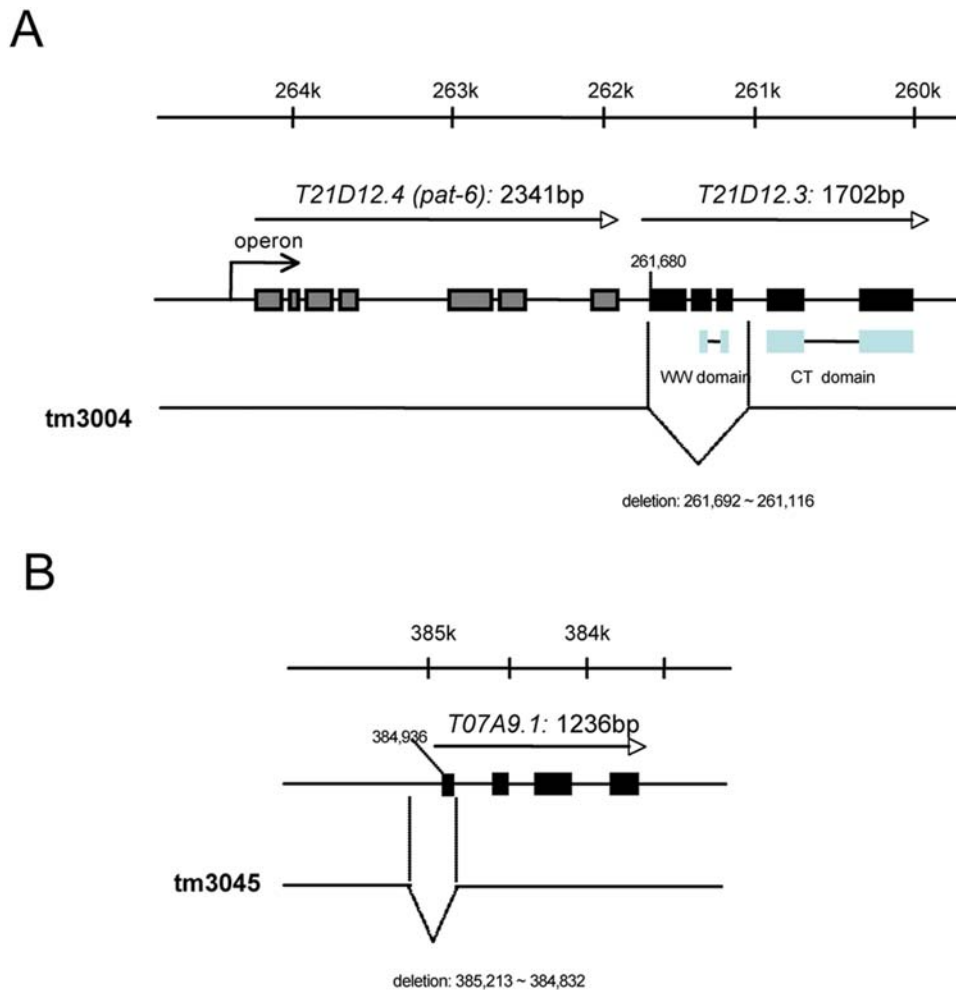 A
264k 263k 262k 261k 260k
T21D12.4 (pat-6): 2341bp T21D12.3: 1702bp
operon
261,680
WW domain CT domain
tm3004
deletion: 261,692 ~ 261,116
B
385k 384k
T07A9.1: 1236bp
384,936
tm3045
deletion: 385,213 ~ 384,832